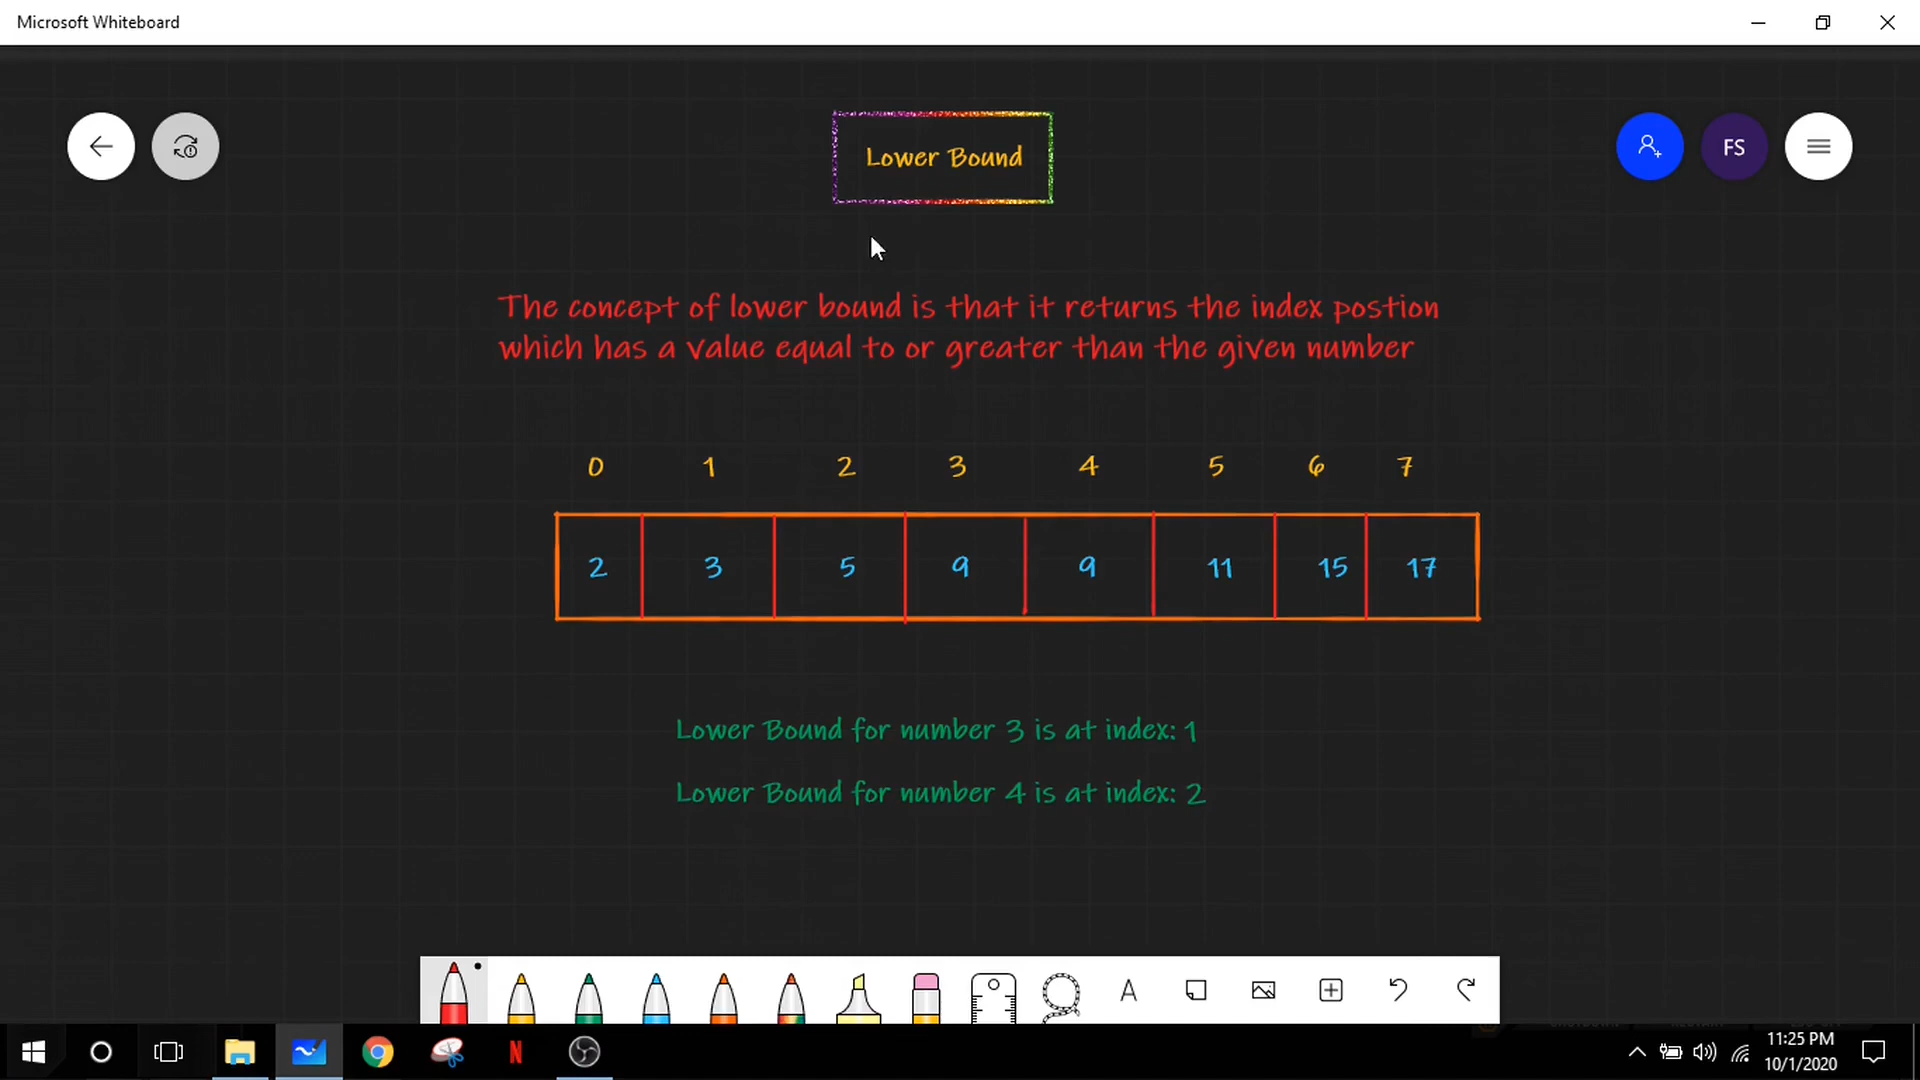 Microsoft Whiteboard
Lower Bound
FS
The concept of lower bound is that it returns the index postion
which has a value equal to or greater than the given number
0 1 2 3 4 5 6 7
2 3 5 9 9 11 15 17
Lower Bound for number 3 is at index: 1
Lower Bound for number 4 is at index: 2
A
N
11:25 PM
10/1/2020